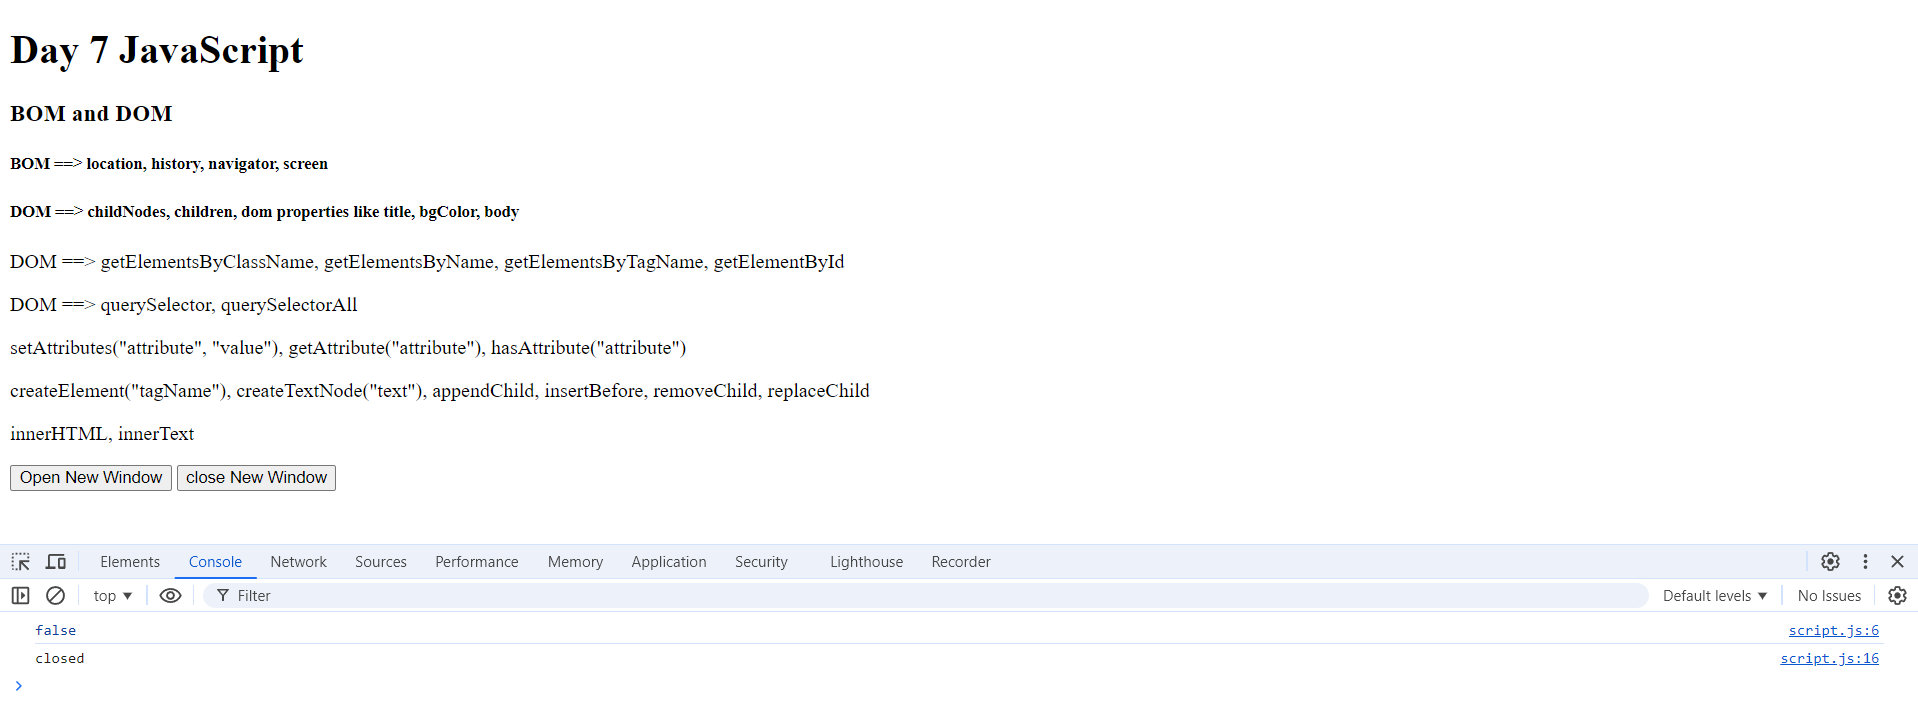 Day 7 JavaScript
BOM and DOM
BOM ==> location, history, navigator, screen
DOM ==> childNodes, children, dom properties like title, bgColor, body
DOM ==> getElementsByClassName, getElementsByName, getElementsByTagName, getElementById
DOM ==> querySelector, querySelectorAll
setAttributes("attribute", "value"), getAttribute("attribute"), hasAttribute("attribute")
createElement("tagName"), createTextNode("text"), appendChild, insertBefore, removeChild, replaceChild
innerHTML, innerText
Open New Window close New Window
Elements Console Network Sources Performance Memory Application Security Lighthouse Recorder
top Filter Default levels No Issues
false script.js:6
closed script.js:16